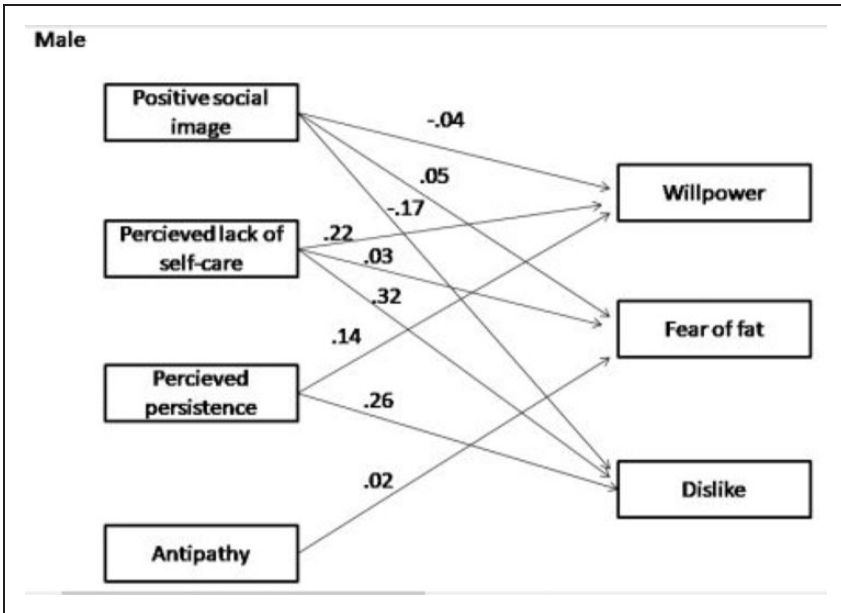 Male
Positive social
image
-.04
Willpower
.05
-.17
Percieved lack of
self-care
.22
.03
.32
Fear of fat
.14
Percieved
persistence
.26
.02
Dislike
Antipathy